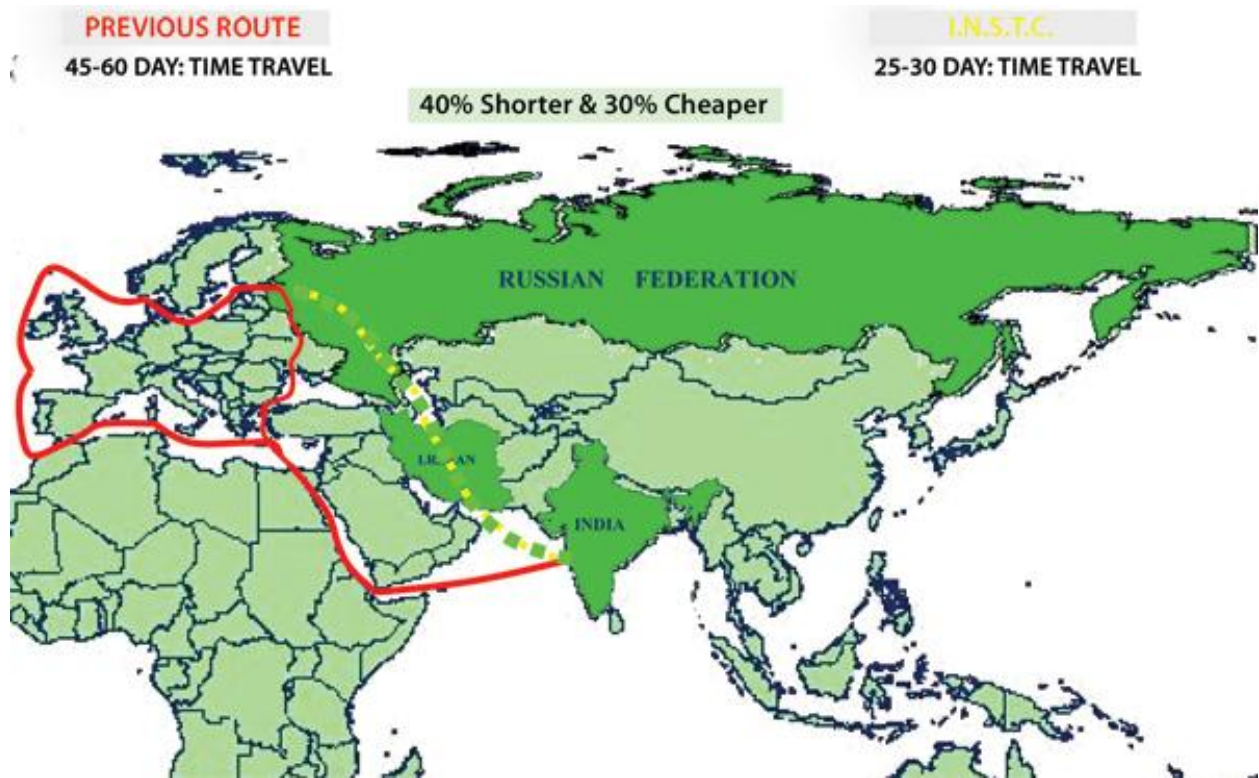 PREVIOUS ROUTE
45-60 DAY: TIME TRAVEL
I.N.S.T.C.
25-30 DAY: TIME TRAVEL
40% Shorter & 30% Cheaper
RUSSIAN FEDERATION
INDIA